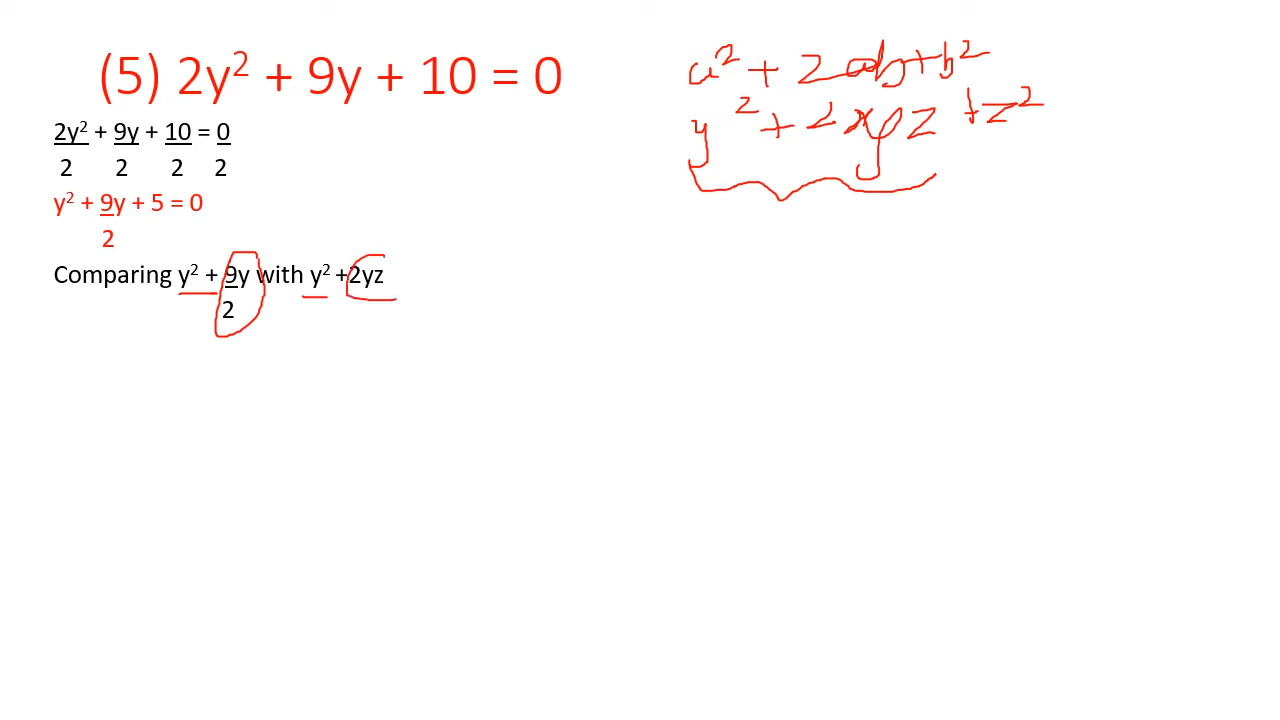 (5) 2y² + 9y + 10 = 0
2y² + 9y + 10 = 0
2 2 2 2
y² + 9y + 5 = 0
2
Comparing y² + 9y with y² +2yz
2
a² + 2ab+b²
y² + 2xyz +z²